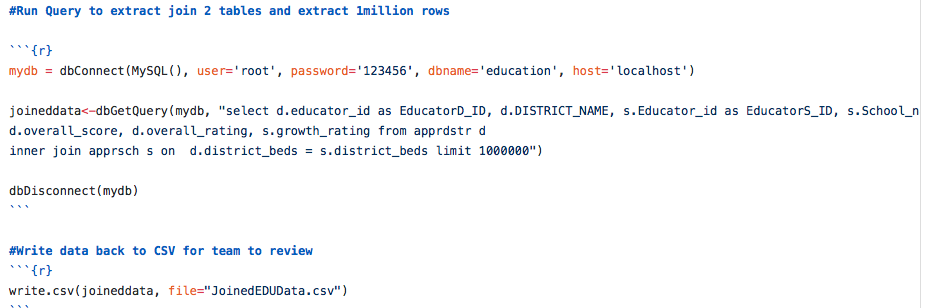 #Run Query to extract join 2 tables and extract 1million rows
```{r}
mydb = dbConnect(MySQL(), user='root', password='123456', dbname='education', host='localhost')
joineddata<-dbGetQuery(mydb, "select d.educator_id as EducatorD_ID, d.DISTRICT_NAME, s.Educator_id as EducatorS_ID, s.School_n
d.overall_score, d.overall_rating, s.growth_rating from apprdstr d
inner join apprsch s on  d.district_beds = s.district_beds limit 1000000")
dbDisconnect(mydb)
```
#Write data back to CSV for team to review
```{r}
write.csv(joineddata, file="JoinedEDUData.csv")
```